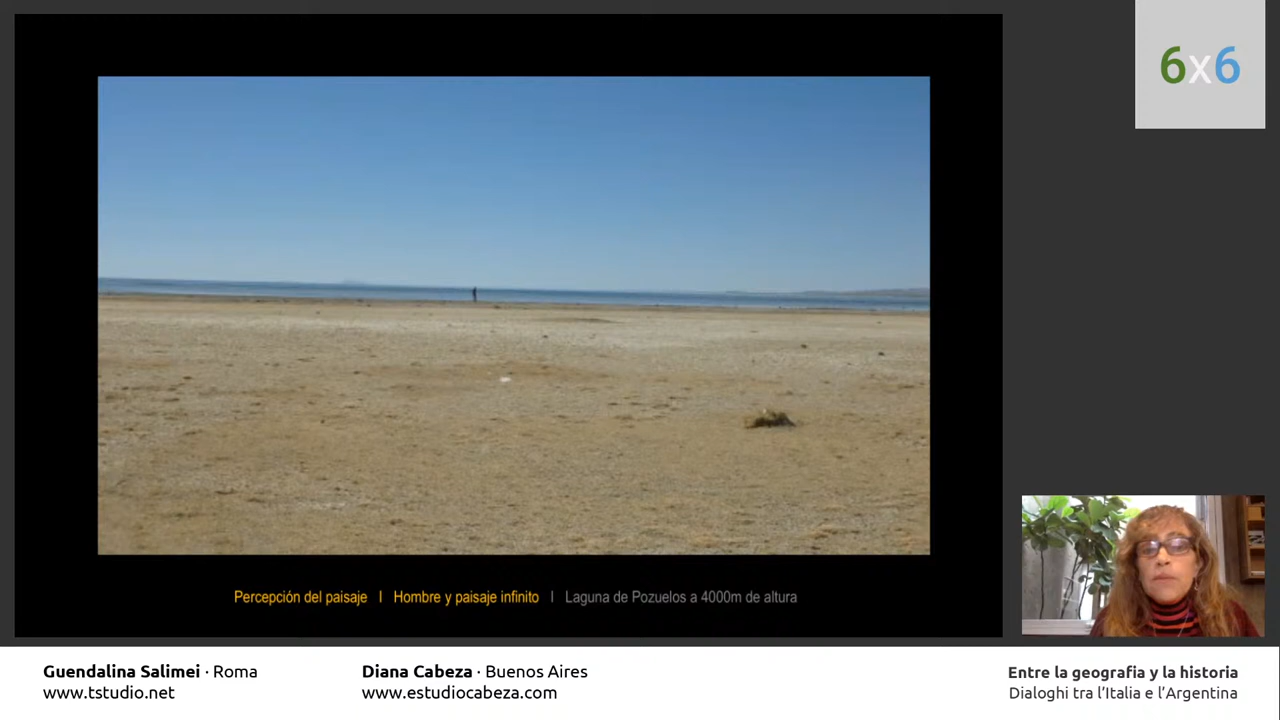 6x6
Percepción del paisaje I Hombre y paisaje infinito I Laguna de Pozuelos a 4000m de altura
Guendalina Salimei · Roma
www.tstudio.net
Diana Cabeza · Buenos Aires
www.estudiocabeza.com
Entre la geografia y la historia
Dialoghi tra l'Italia e l'Argentina